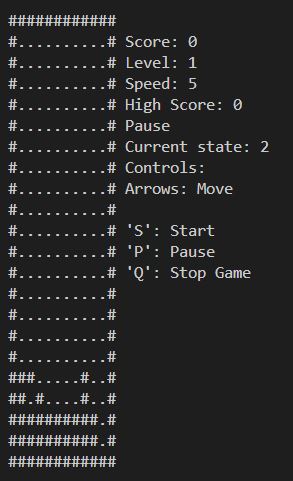 ############
#..........# Score: 0
#..........# Level: 1
#..........# Speed: 5
#..........# High Score: 0
#..........# Pause
#..........# Current state: 2
#..........# Controls:
#..........# Arrows: Move
#..........#
#..........# 'S': Start
#..........# 'P': Pause
#..........# 'Q': Stop Game
#..........#
#..........#
#..........#
#..........#
###.....#..#
##.#....#..#
##########.#
##########.#
############